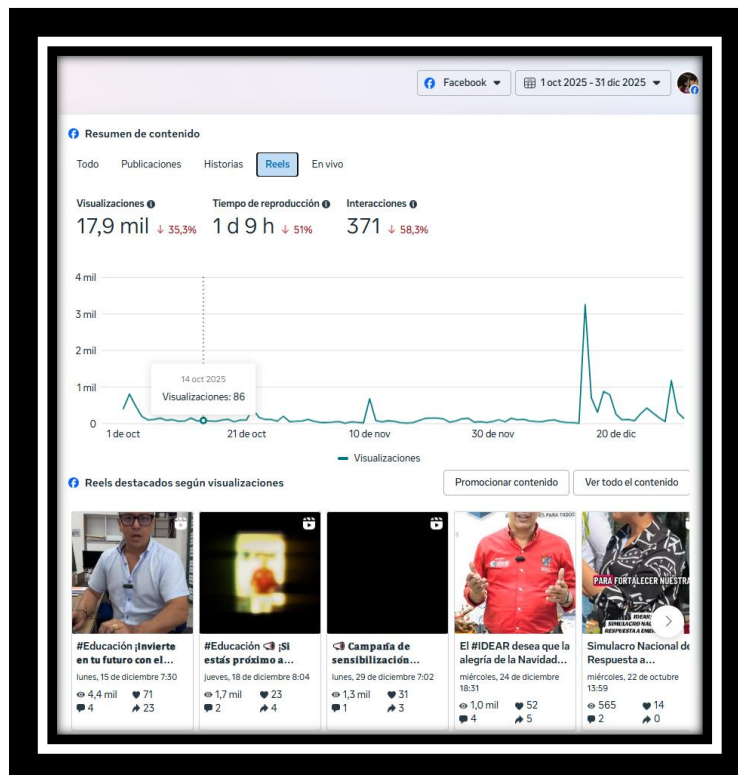 Facebook
1 oct 2025 - 31 dic 2025
Resumen de contenido
Todo Publicaciones Historias Reels En vivo
Visualizaciones Tiempo de reproducción Interacciones
17,9 mil ↓ 35,3% 1 d 9 h ↓ 51% 371 ↓ 58,3%
4 mil
3 mil
2 mil
1 mil
0
14 oct 2025
Visualizaciones: 86
1 de oct 21 de oct 10 de nov 30 de nov 20 de dic
Visualizaciones
Reels destacados según visualizaciones
Promocionar contenido
Ver todo el contenido
ES PARA TODOS
PARA FORTALECER NUESTRA
IDEAR:
SIMULACRO NAC
RESPUESTA A EME
#Educación ¡Invierte
en tu futuro con el...
lunes, 15 de diciembre 7:30
4,4 mil 71
4 23
#Educación 📢 ¡Si
estás próximo a...
jueves, 18 de diciembre 8:04
1,7 mil 23
2 4
📢 Campaña de
sensibilización...
lunes, 29 de diciembre 7:02
1,3 mil 31
1 3
El #IDEAR desea que la
alegría de la Navidad...
miércoles, 24 de diciembre
18:31
1,0 mil 52
4 5
Simulacro Nacional de
Respuesta a...
miércoles, 22 de octubre
13:59
565 14
2 0